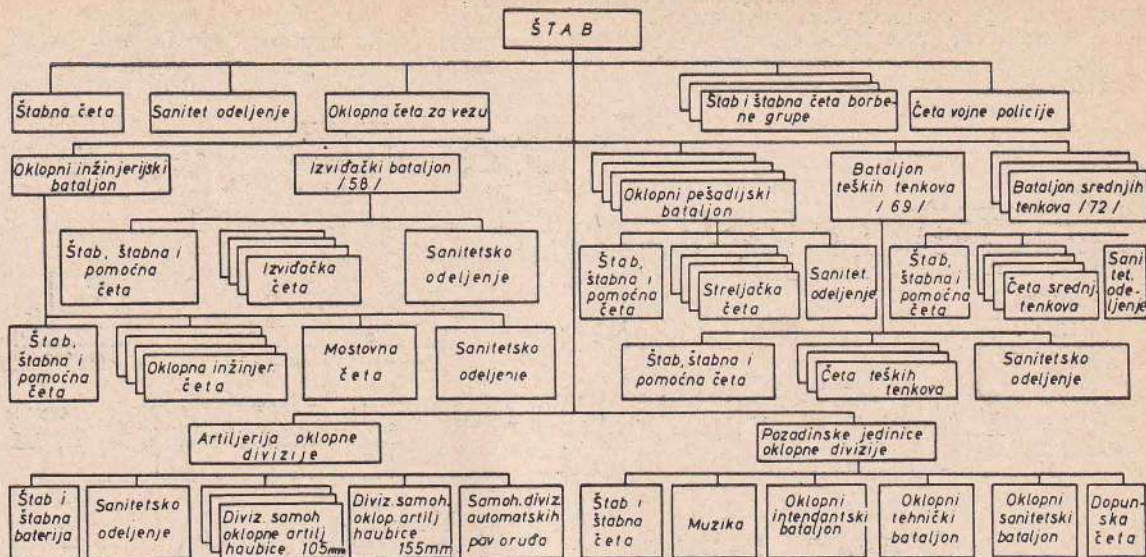 ŠTAB
Štabna četa
Sanitet odeljenje
Oklopna četa za vezu
Štab i štabna četa borbe-
ne grupe
Četa vojne policije
Oklopni inžinjerijski
bataljon
Izviđački bataljon
/58/
Oklopni pešadijski
bataljon
Bataljon
teških tenkova
/69/
Bataljon srednjih
tenkova /72/
Štab, štabna i
pomoćna
četa
Izviđačka
četa
Sanitetsko
odeljenje
Štab,
štabna i
pomoćna
četa
Streljačka
četa
Sanitet.
odeljenje
Štab,
štabna i
pomoćna
četa
Četa srednj.
tenkova
Sani
tet.
ode-
ljenje
Štab,
štabna i
pomoćna
četa
Oklopna inžinjer.
četa
Mostovna
četa
Sanitetsko
odeljenje
Štab, štabna i
pomoćna četa
Četa teških
tenkova
Sanitetsko
odeljenje
Artiljerija oklopne
divizije
Pozadinske jedinice
oklopne divizije
Štab i
štabna
baterija
Sanitetsko
odeljenje
Diviz. samoh
oklopne artilj
haubice 105mm
Diviz. samoh.
oklop. artilj
haubice
155mm
Samoh. diviz.
automatskih
pav oruđa
Štab i
štabna
četa
Muzika
Oklopni
intendantski
bataljon
Oklopni
tehnički
bataljon
Oklopni
sanitetski
bataljon
Dopun-
ska
četa